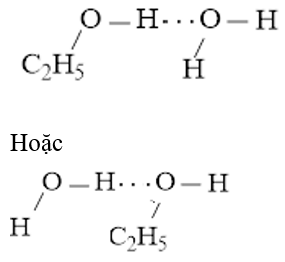 O – H ··· O – H
C₂H₅ H
Hoặc
O – H ··· O – H
H C₂H₅